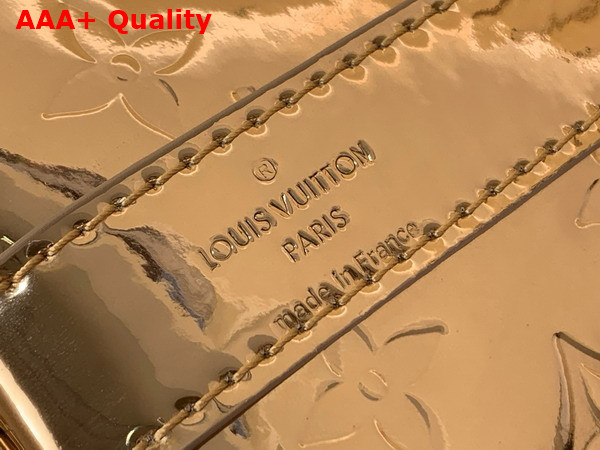 AAA+ Quality
®
LOUIS VUITTON
PARIS
made in France